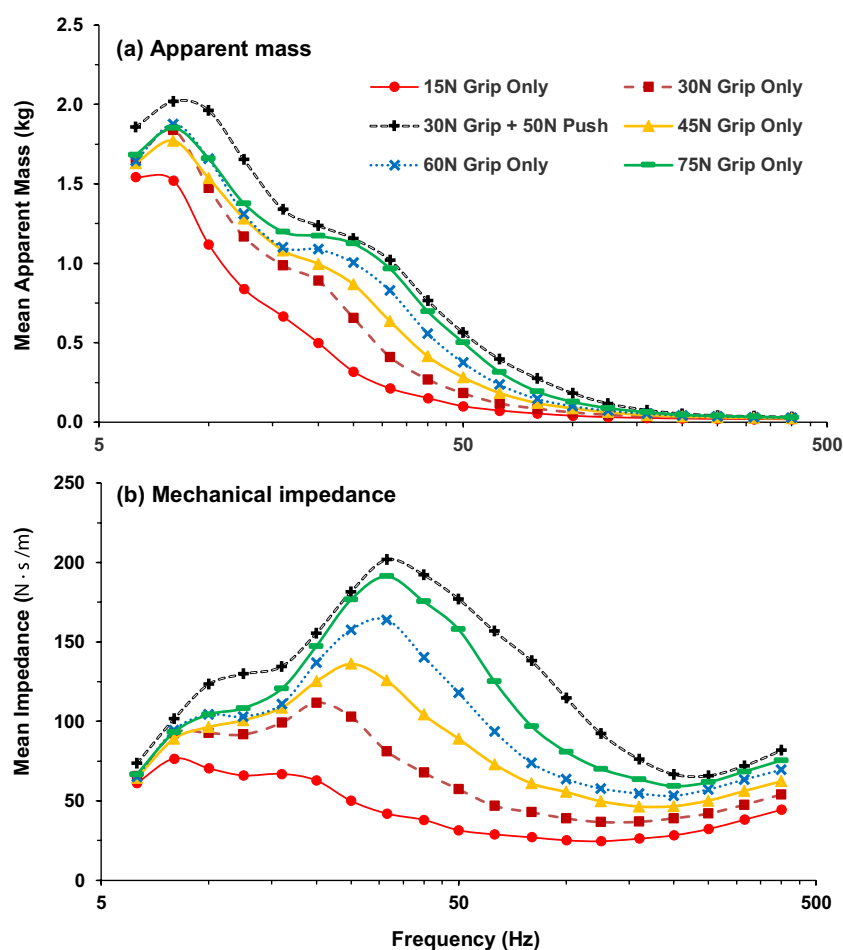 (a) Apparent mass
15N Grip Only
30N Grip Only
30N Grip + 50N Push
45N Grip Only
60N Grip Only
75N Grip Only
Mean Apparent Mass (kg)
2.5
2.0
1.5
1.0
0.5
0.0
5
50
500
(b) Mechanical impedance
Mean Impedance (N · s /m)
250
200
150
100
50
0
5
50
500
Frequency (Hz)